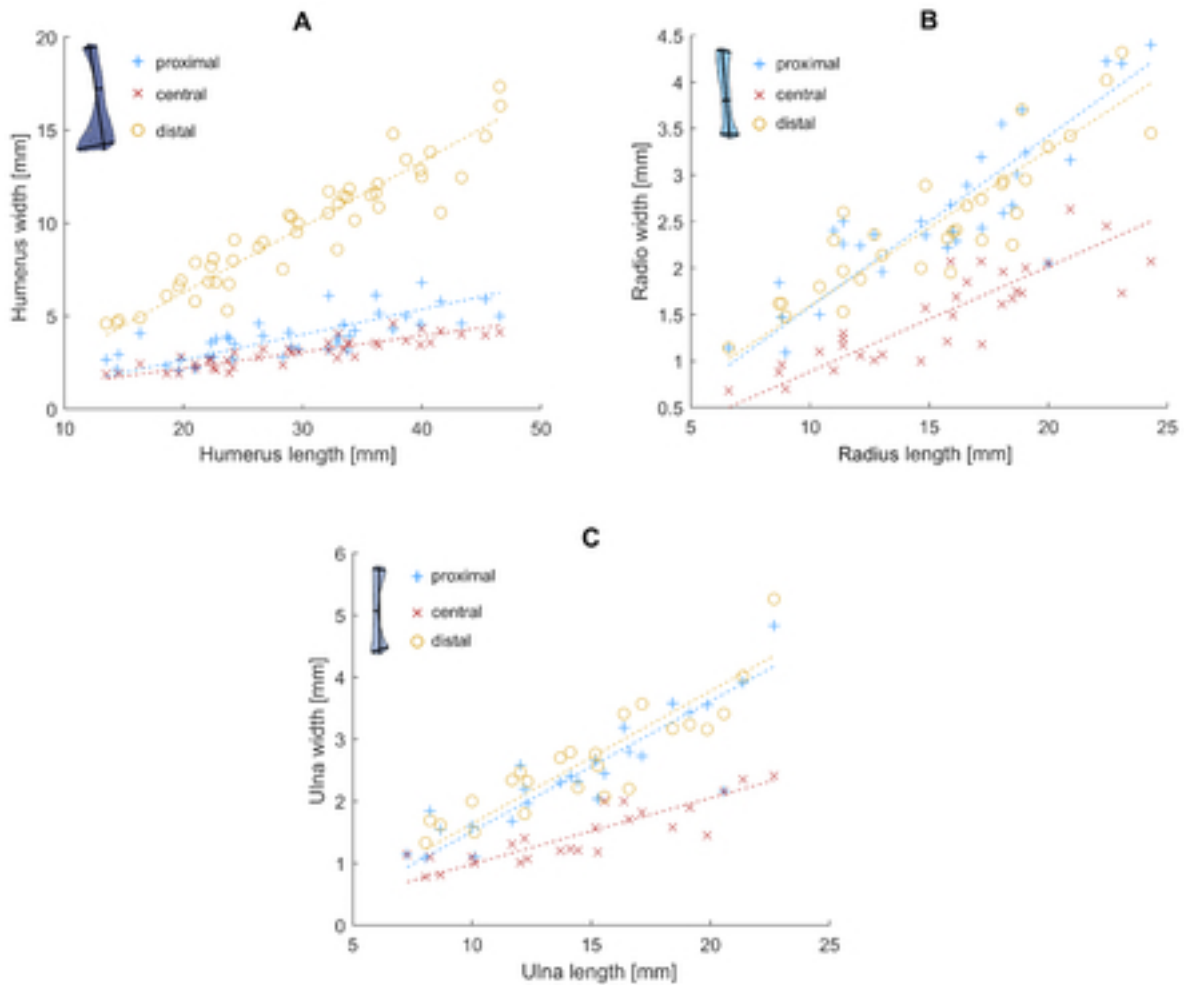 A
20
15
10
5
0
10 20 30 40 50
Humerus width [mm]
Humerus length [mm]
proximal
central
distal
B
4.5
4
3.5
3
2.5
2
1.5
1
0.5
5 10 15 20 25
Radio width [mm]
Radius length [mm]
proximal
central
distal
C
6
5
4
3
2
1
0
5 10 15 20 25
Ulna width [mm]
Ulna length [mm]
proximal
central
distal